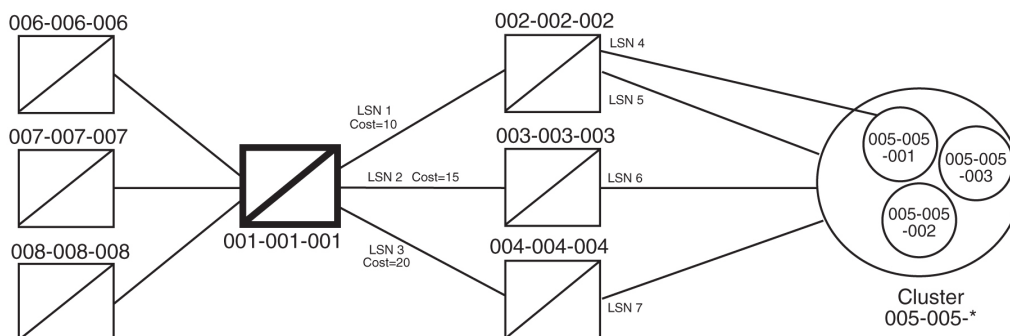 006-006-006
002-002-002
LSN 4
LSN 1
Cost=10
LSN 5
007-007-007
003-003-003
005-005
-001
005-005
-003
LSN 2 Cost=15
LSN 6
005-005
-002
001-001-001
008-008-008
LSN 3
Cost=20
004-004-004
LSN 7
Cluster
005-005-*